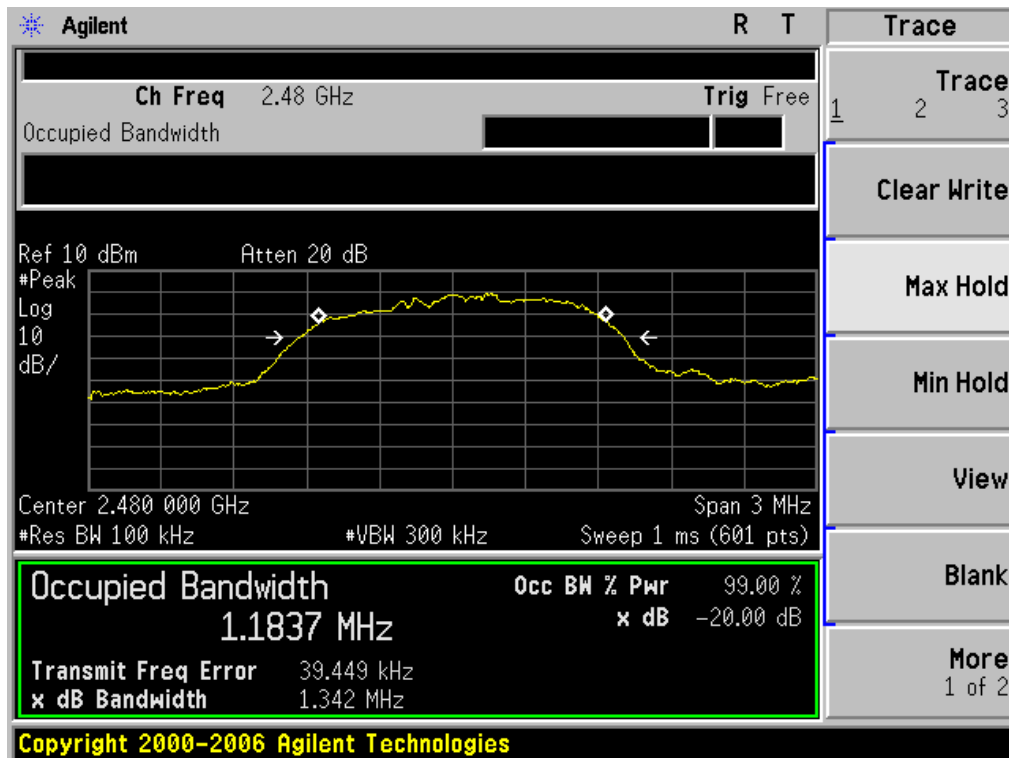 Agilent R T Trace
Ch Freq 2.48 GHz Trig Free
Occupied Bandwidth
Trace
1 2 3
Clear Write
Max Hold
Min Hold
View
Blank
More
1 of 2
Ref 10 dBm Atten 20 dB
#Peak
Log
10
dB/
Center 2.480 000 GHz Span 3 MHz
#Res BW 100 kHz #VBW 300 kHz Sweep 1 ms (601 pts)
Occupied Bandwidth Occ BW % Pwr 99.00 %
1.1837 MHz x dB -20.00 dB
Transmit Freq Error 39.449 kHz
x dB Bandwidth 1.342 MHz
Copyright 2000-2006 Agilent Technologies